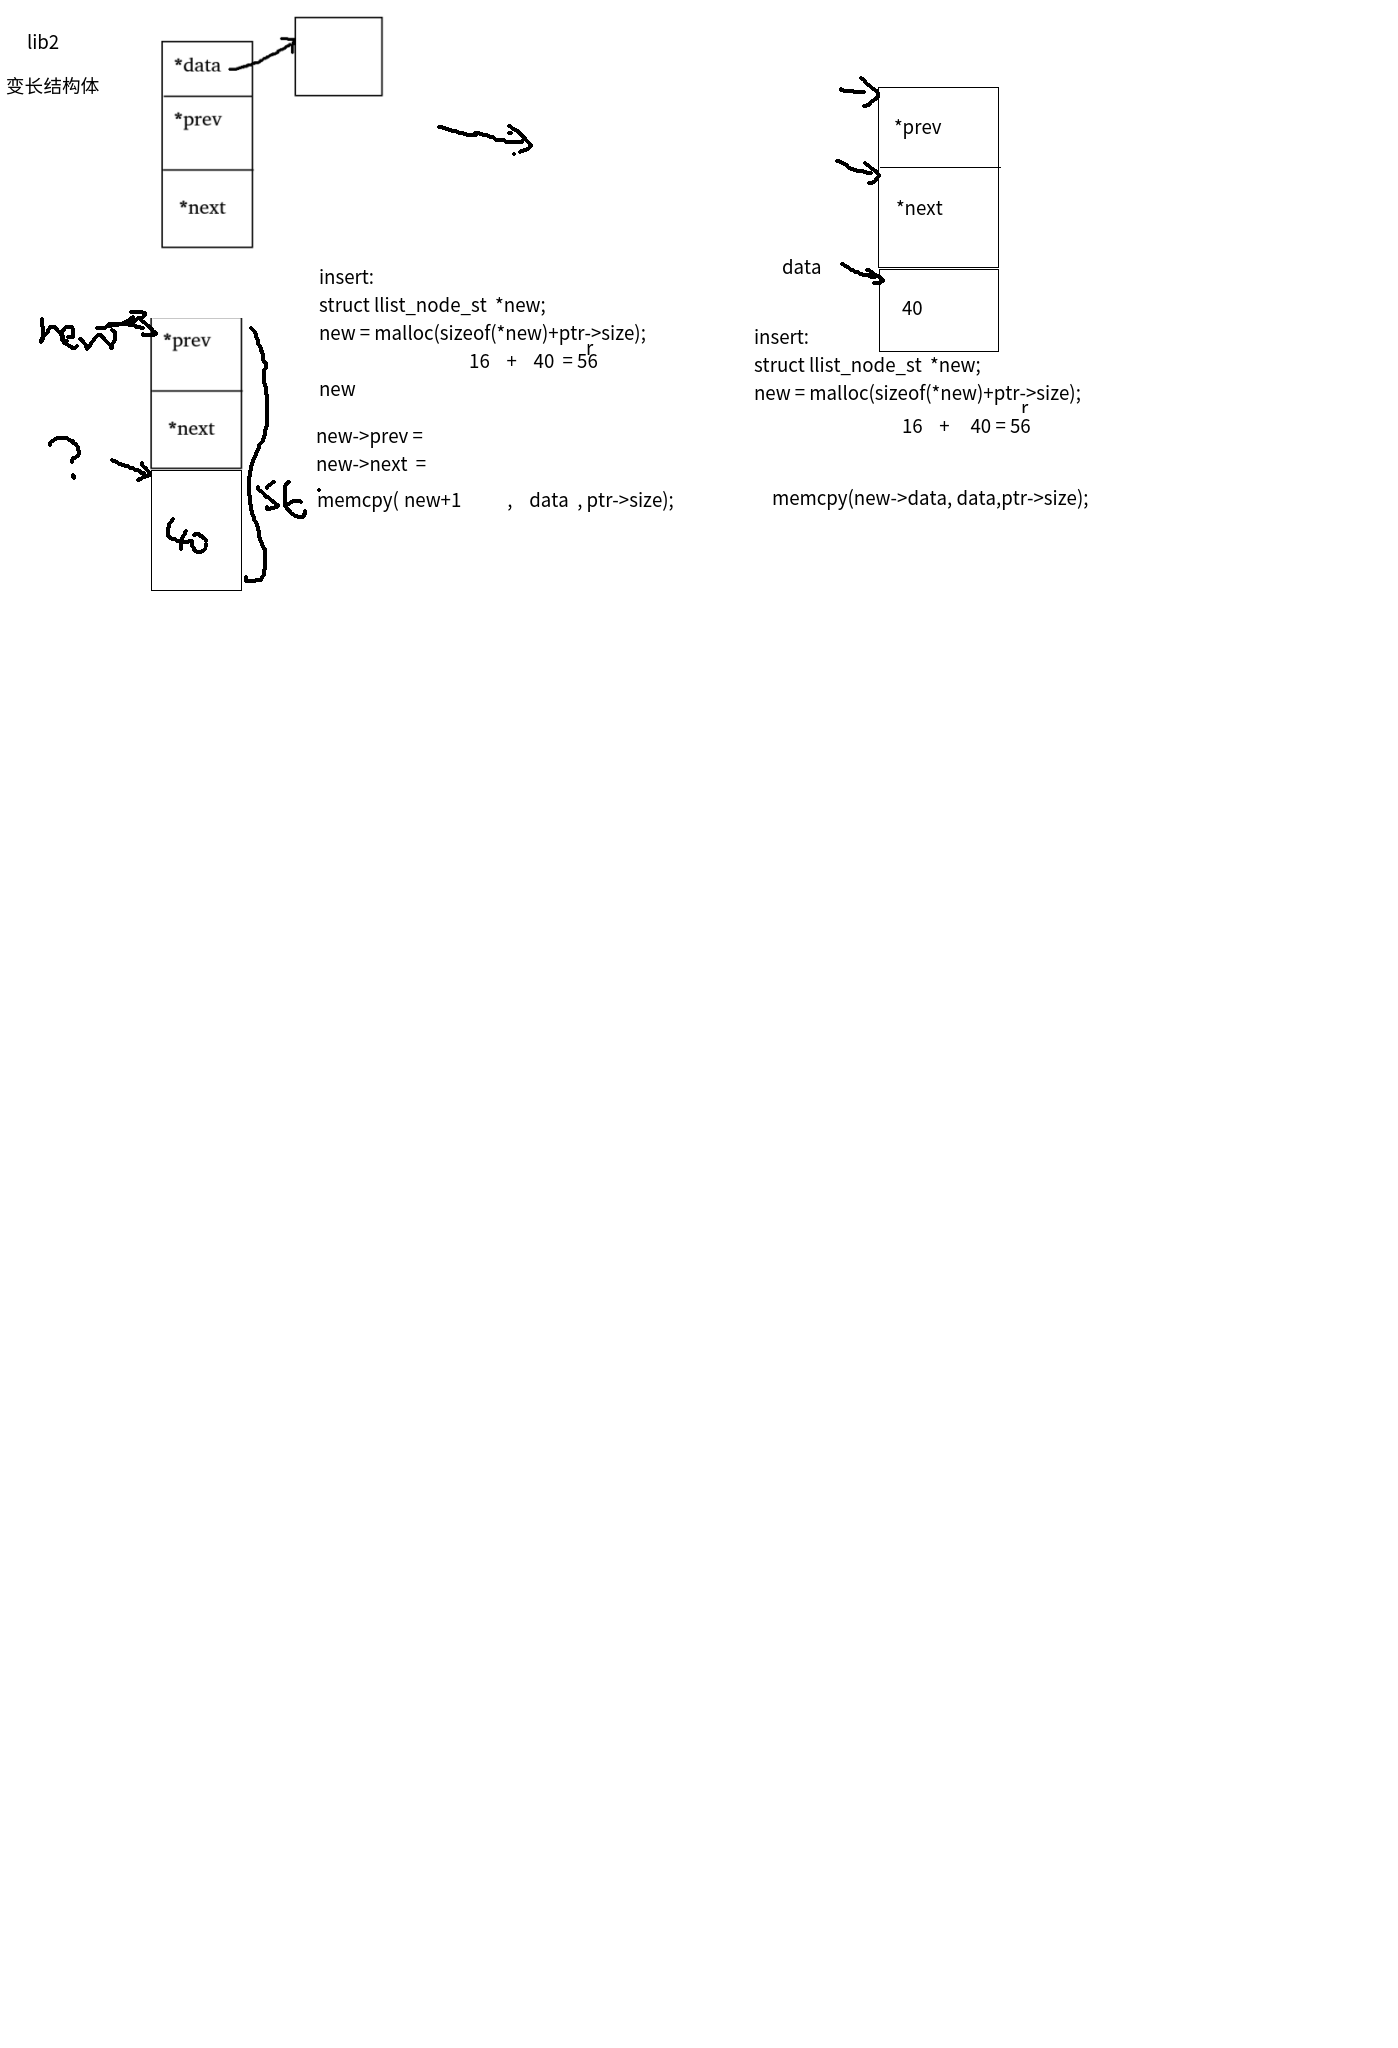 lib2
变长结构体
*data
*prev
*next
*prev
*next
data
40
new
*prev
*next
?
40
56
insert:
struct llist_node_st *new;
new = malloc(sizeof(*new)+ptr->size);
r
16 + 40 = 56
new
new->prev =
new->next =
memcpy( new+1 , data , ptr->size);
insert:
struct llist_node_st *new;
new = malloc(sizeof(*new)+ptr->size);
r
16 + 40 = 56
memcpy(new->data, data,ptr->size);